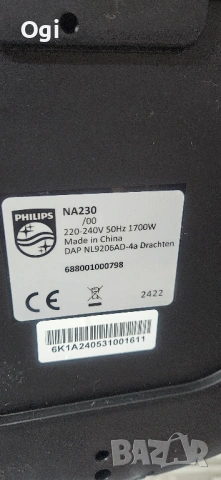 Ogi
PHILIPS
NA230
/00
220-240V 50Hz 1700W
Made in China
DAP NL9206AD-4a Drachten
688001000798
CE
2422
6K1A240531001611
bazar